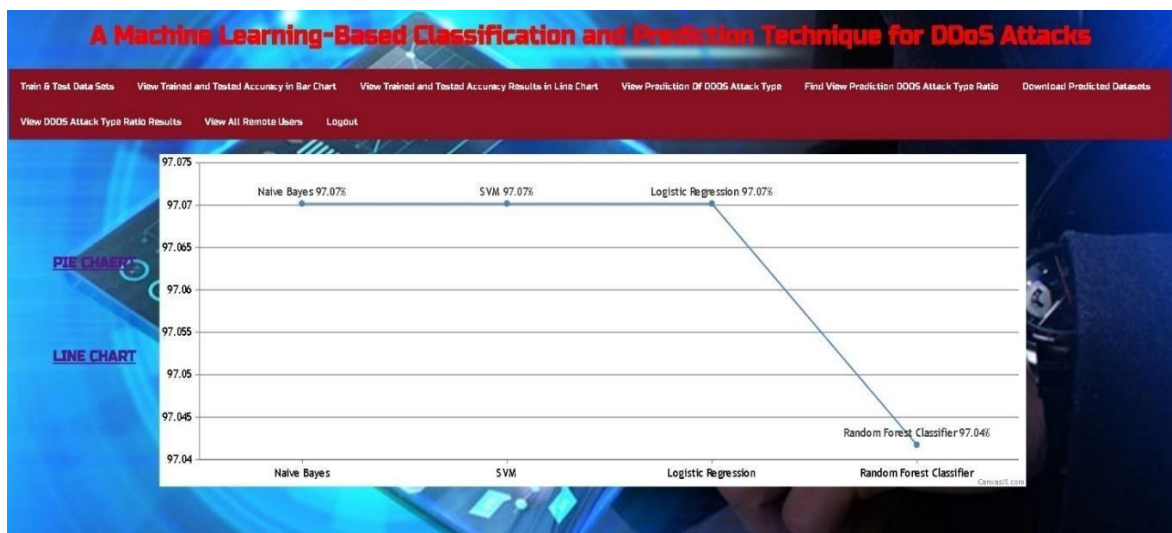 A Machine Learning-Based Classification and Prediction Technique for DDoS Attacks
Train & Test Data Sets View Trained and Tested Accuracy in Bar Chart View Trained and Tested Accuracy Results in Line Chart View Prediction Of DDOS Attack Type Find View Prediction DDOS Attack Type Ratio Download Predicted Datasets
View DDOS Attack Type Ratio Results View All Remote Users Logout
97.075
Naive Bayes 97.07% SVM 97.07% Logistic Regression 97.07%
97.07
97.065
PIE CHAERT
97.06
97.055
LINE CHART
97.05
97.045
Random Forest Classifier 97.04%
97.04
Naive Bayes SVM Logistic Regression Random Forest Classifier
CanvasJS.com